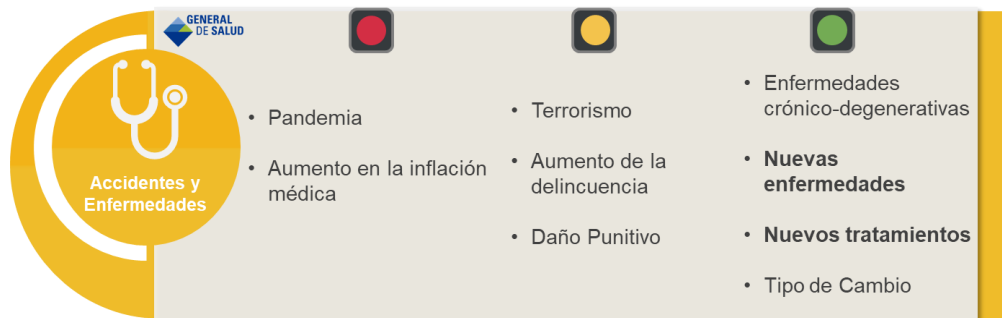 GENERAL
DE SALUD
Accidentes y
Enfermedades
• Pandemia
• Aumento en la inflación
médica
• Terrorismo
• Aumento de la
delincuencia
• Daño Punitivo
• Enfermedades
crónico-degenerativas
• Nuevas
enfermedades
• Nuevos tratamientos
• Tipo de Cambio